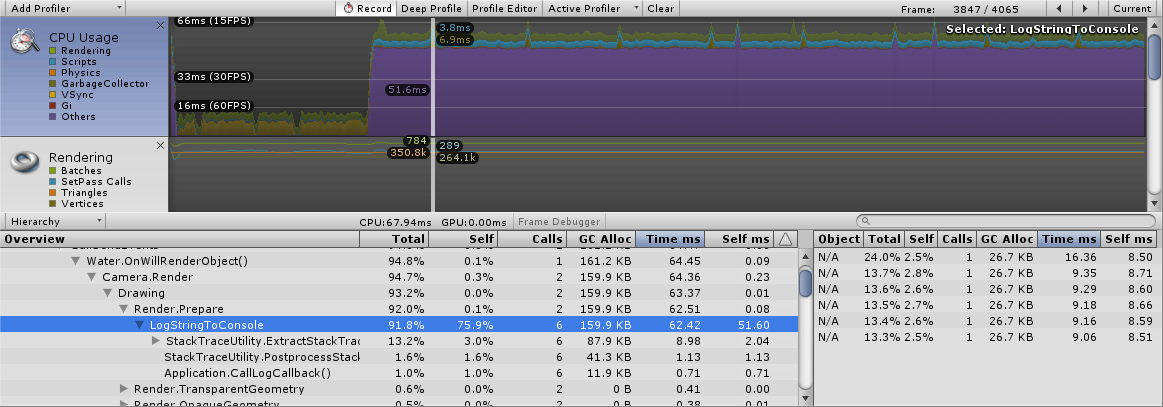 Add Profiler Record Deep Profile Profile Editor Active Profiler Clear Frame: 3847 / 4065 Current
CPU Usage
Rendering
Scripts
Physics
GarbageCollector
VSync
Gi
Others
66ms (15FPS)
33ms (30FPS)
16ms (60FPS)
3.8ms
6.9ms
51.6ms
Selected: LogStringToConsole
Rendering
Batches
SetPass Calls
Triangles
Vertices
784
350.8k
289
264.1k
Hierarchy CPU:67.94ms GPU:0.00ms Frame Debugger
Overview Total Self Calls GC Alloc Time ms Self ms
Water.OnWillRenderObject() 94.8% 0.1% 1 161.2 KB 64.45 0.09
Camera.Render 94.7% 0.3% 2 159.9 KB 64.36 0.23
Drawing 93.2% 0.0% 2 159.9 KB 63.37 0.01
Render.Prepare 92.0% 0.1% 2 159.9 KB 62.51 0.08
LogStringToConsole 91.8% 75.9% 6 159.9 KB 62.42 51.60
StackTraceUtility.ExtractStackTrac 13.2% 3.0% 6 87.9 KB 8.98 2.04
StackTraceUtility.PostprocessStack 1.6% 1.6% 6 41.3 KB 1.13 1.13
Application.CallLogCallback() 1.0% 1.0% 6 11.9 KB 0.71 0.71
Render.TransparentGeometry 0.6% 0.0% 2 0 B 0.41 0.00
Render.OpaqueGeometry 0.5% 0.0% 2 0 B 0.38 0.01
Object Total Self Calls GC Alloc Time ms Self ms
N/A 24.0% 2.5% 1 26.7 KB 16.36 8.50
N/A 13.7% 2.8% 1 26.7 KB 9.35 8.71
N/A 13.6% 2.6% 1 26.7 KB 9.29 8.60
N/A 13.5% 2.7% 1 26.7 KB 9.18 8.66
N/A 13.4% 2.6% 1 26.7 KB 9.16 8.59
N/A 13.3% 2.5% 1 26.7 KB 9.06 8.51